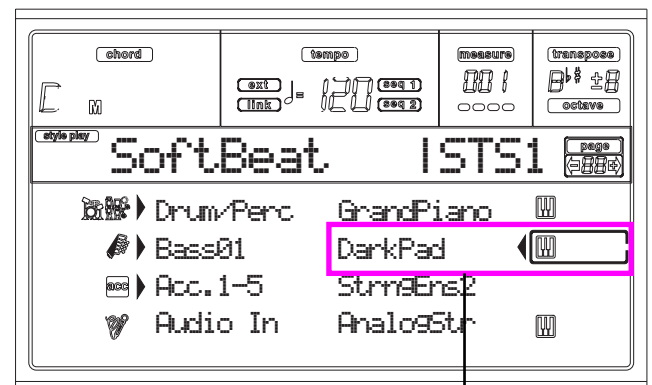 chord tempo measure transpose
C M ext link = 120 seq 1 seq 2 001 B♭♯ ±8 octave
style play SoftBeat |STS1 page
Drum/Perc GrandPiano
Bass01 DarkPad
acc Acc.1-5 StrngEns2
Audio In AnalogStr